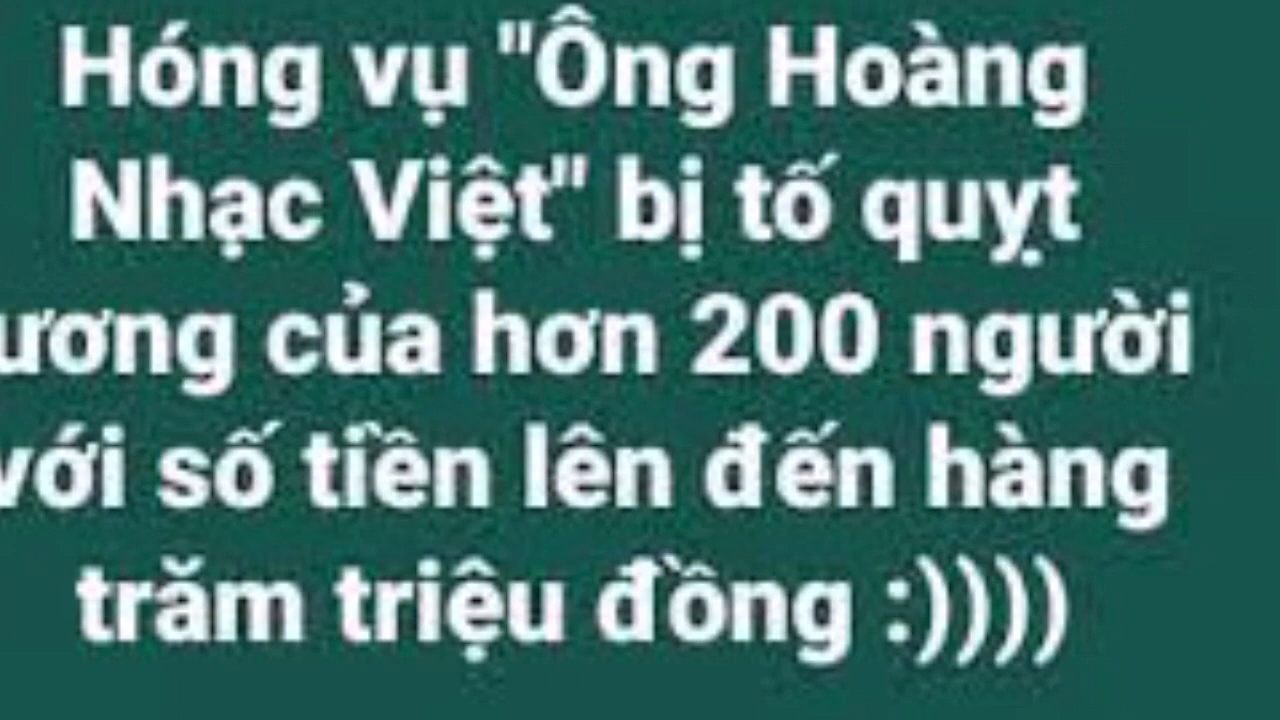 Hóng vụ "Ông Hoàng
Nhạc Việt" bị tố quỵt
ương của hơn 200 người
với số tiền lên đến hàng
trăm triệu đồng :))))